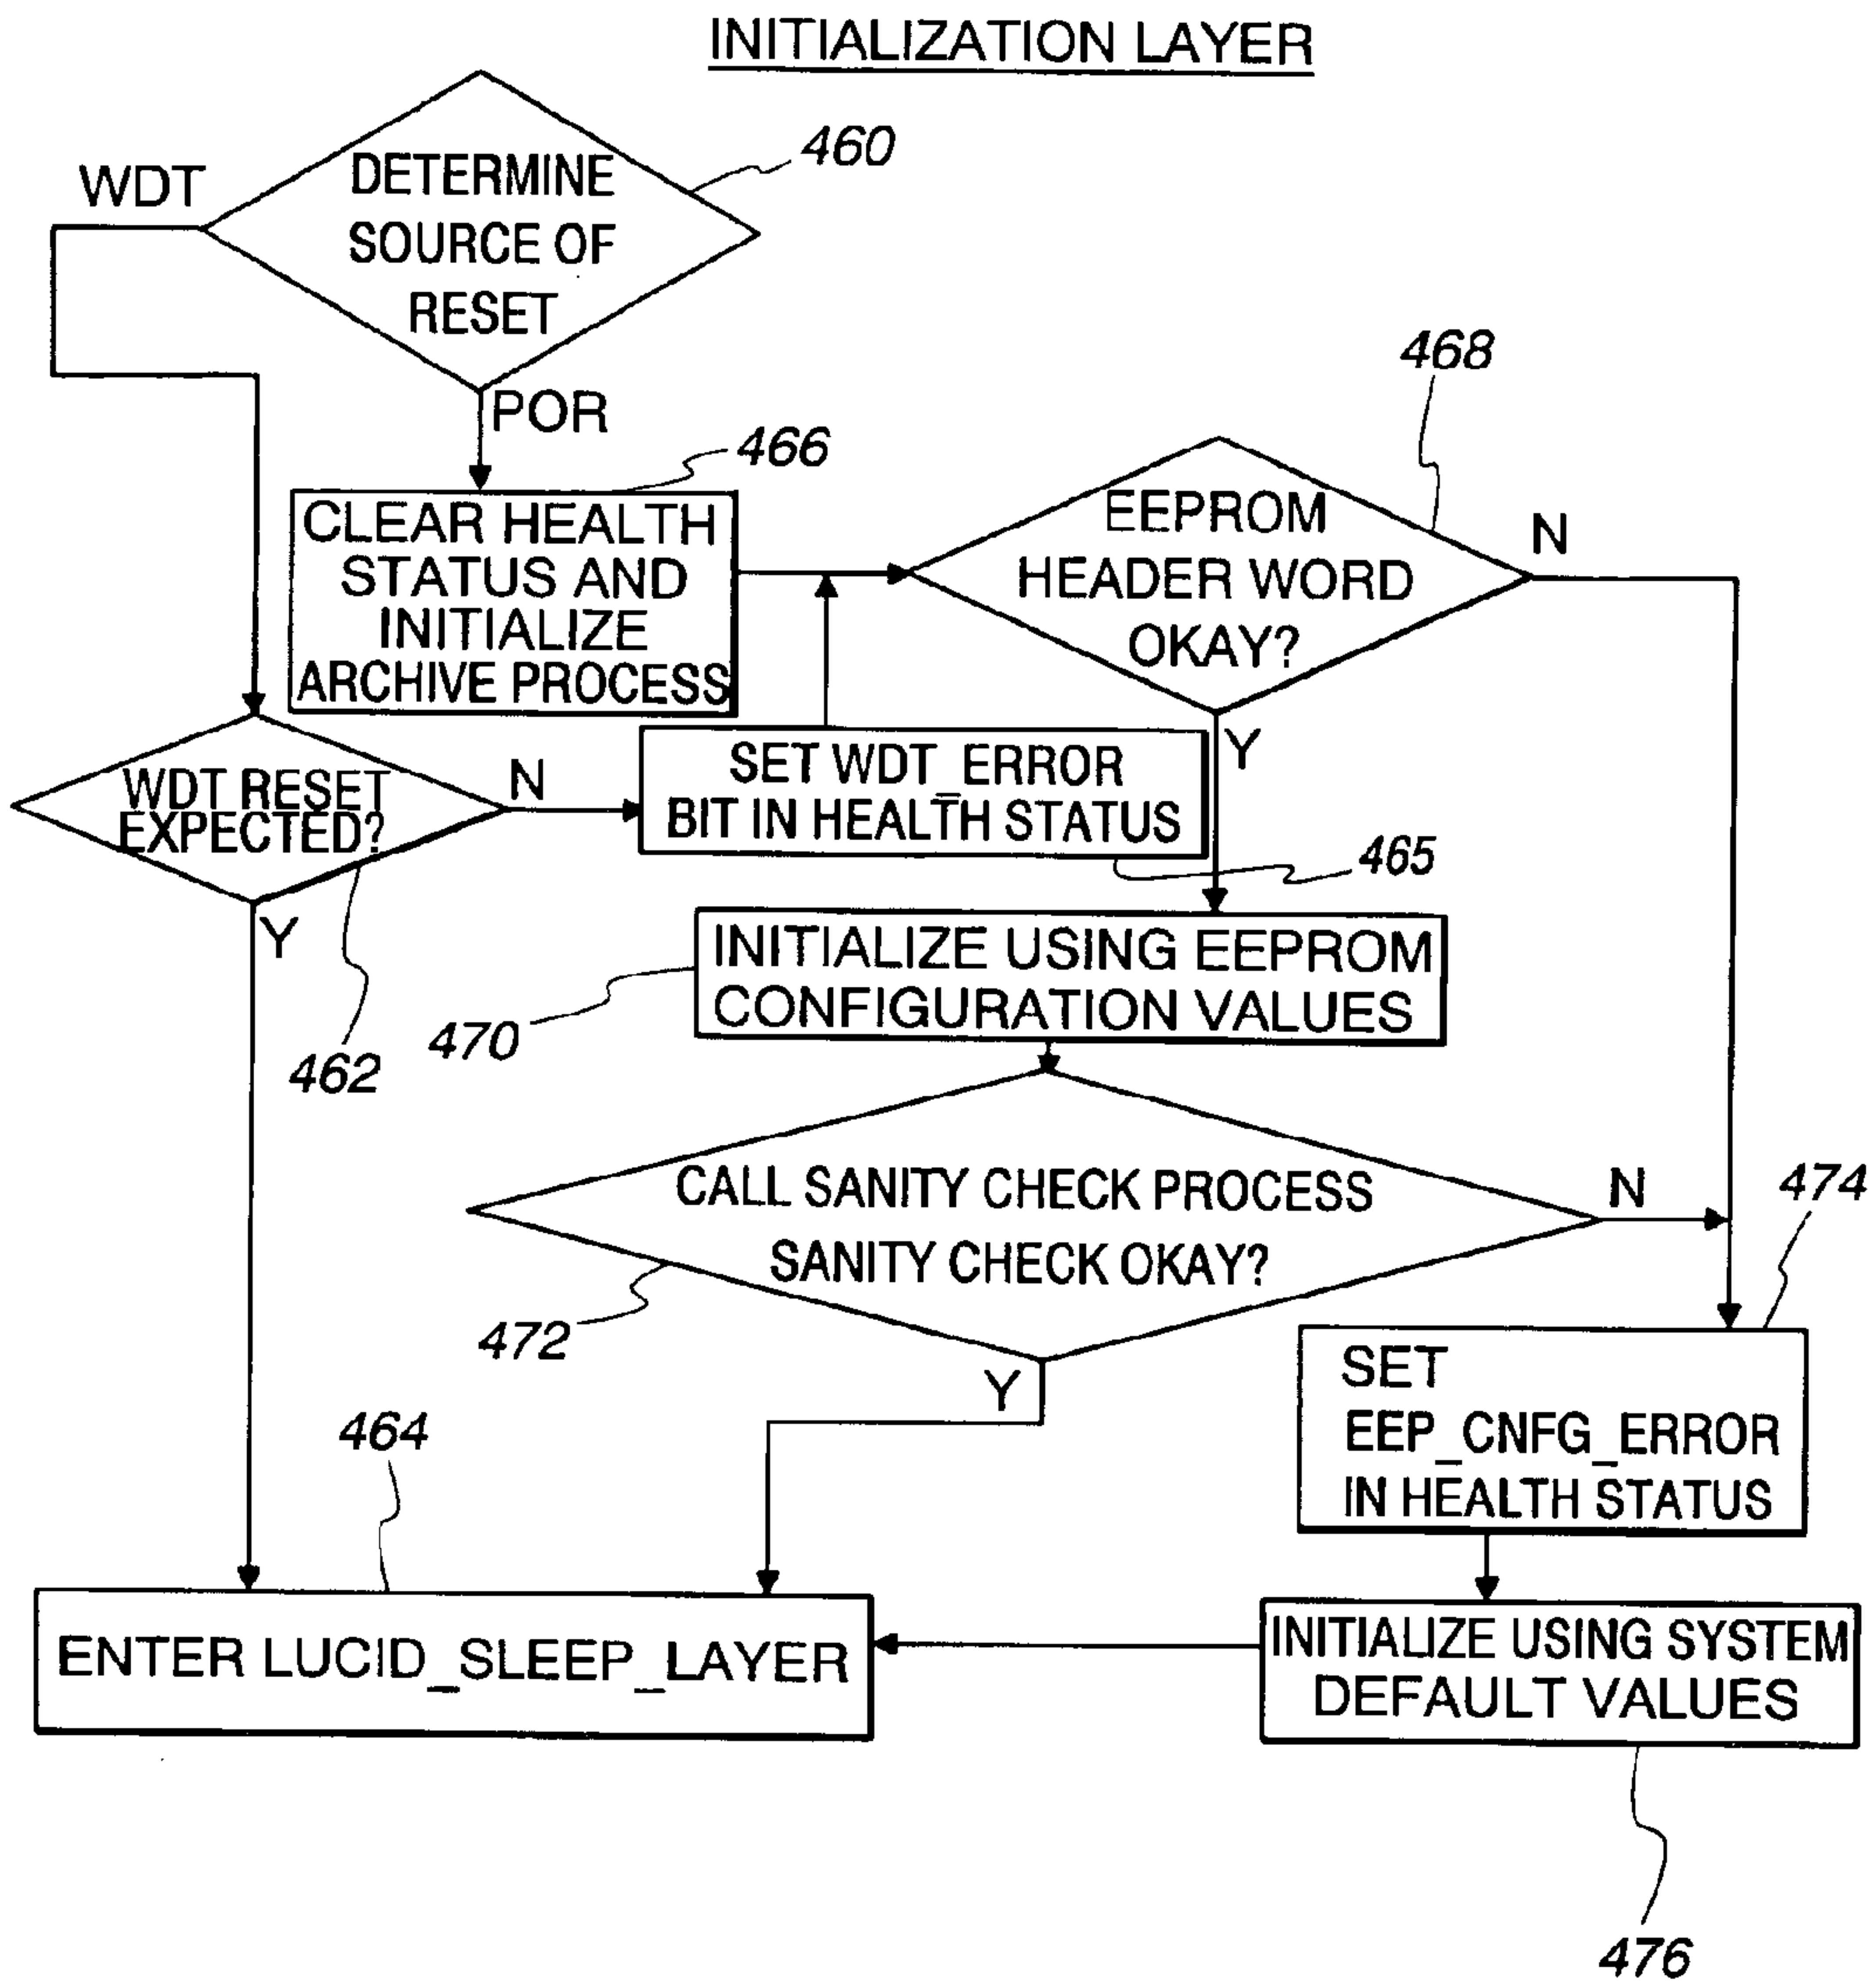 INITIALIZATION LAYER
WDT
DETERMINE
SOURCE OF
RESET
460
POR
466
468
CLEAR HEALTH
STATUS AND
INITIALIZE
ARCHIVE PROCESS
EEPROM
HEADER WORD
OKAY?
N
Y
WDT RESET
EXPECTED?
N
SET WDT_ERROR
BIT IN HEALTH STATUS
465
Y
462
INITIALIZE USING EEPROM
CONFIGURATION VALUES
470
CALL SANITY CHECK PROCESS
SANITY CHECK OKAY?
N
474
472
Y
SET
EEP_CNFG_ERROR
IN HEALTH STATUS
464
ENTER LUCID_SLEEP_LAYER
INITIALIZE USING SYSTEM
DEFAULT VALUES
476